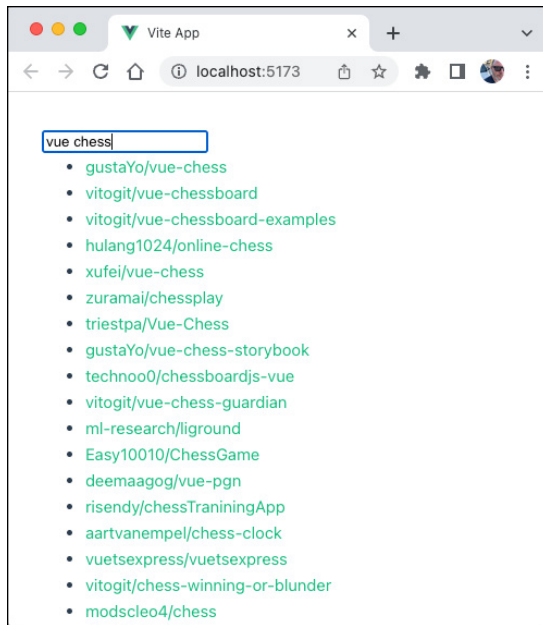 Vite App
localhost:5173
vue chess
gustaYo/vue-chess
vitogit/vue-chessboard
vitogit/vue-chessboard-examples
hulang1024/online-chess
xufei/vue-chess
zuramai/chessplay
triestpa/Vue-Chess
gustaYo/vue-chess-storybook
technoo0/chessboardjs-vue
vitogit/vue-chess-guardian
ml-research/liground
Easy10010/ChessGame
deemaagog/vue-pgn
risendy/chessTraniningApp
aartvanempel/chess-clock
vuetsexpress/vuetsexpress
vitogit/chess-winning-or-blunder
modscleo4/chess